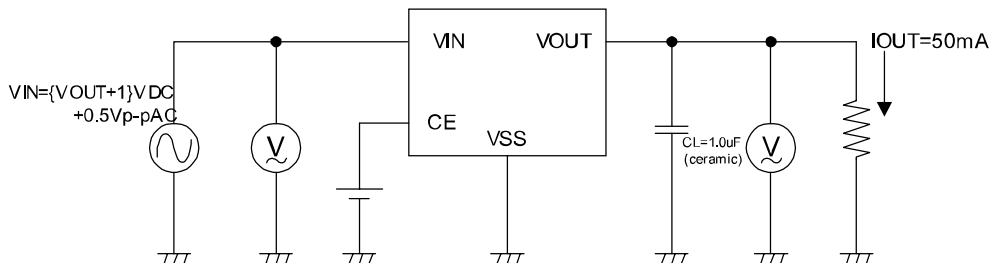 VIN
VOUT
IOUT=50mA
VIN={VOUT+1}VDC
+0.5Vp-pAC
CE
VSS
V
~
CL=1.0uF
(ceramic)
V
~